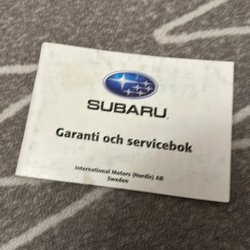 SUBARU
Garanti och servicebok
International Motors (Nordic) AB
Sweden